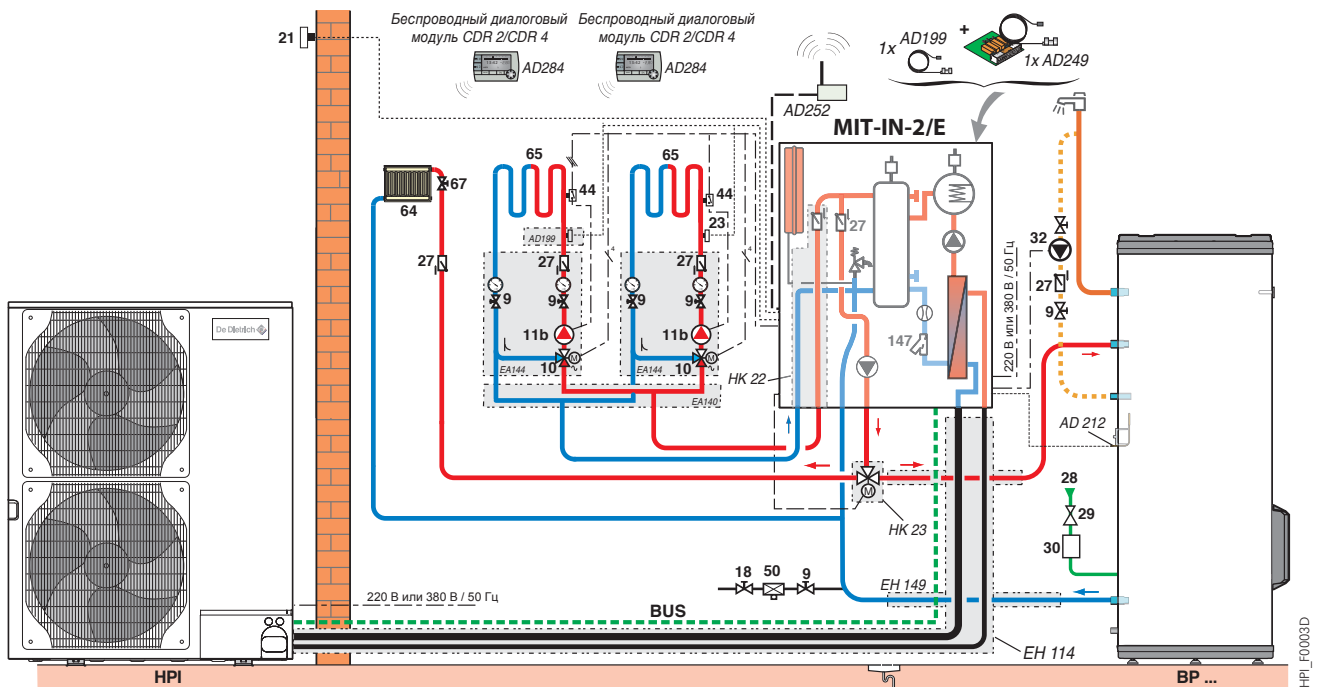 Беспроводный диалоговый
модуль CDR 2/CDR 4
AD284
Беспроводный диалоговый
модуль CDR 2/CDR 4
AD284
1x AD199
+
1x AD249
21
AD252
MIT-IN-2/E
65
65
67
64
44
44
23
AD199
27
27
27
27
32
27
9
9
9
9
9
11b
11b
10
10
M
M
EA144
EA144
EA140
4
4
De Dietrich
147
HK 22
220 В или 380 В / 50 Гц
AD 212
28
29
30
M
HK 23
18
50
9
EH 149
220 В или 380 В / 50 Гц
BUS
EH 114
HPI
BP ...
HPI_F0003D